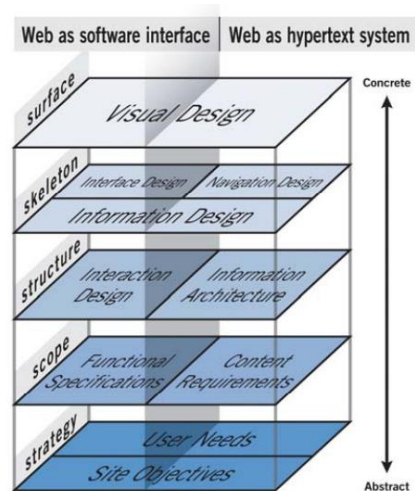 Web as software interface
Web as hypertext system
Concrete
surface
Visual Design
skeleton
Interface Design
Navigation Design
Information Design
structure
Interaction
Design
Information
Architecture
scope
Functional
Specifications
Content
Requirements
strategy
User Needs
Site Objectives
Abstract